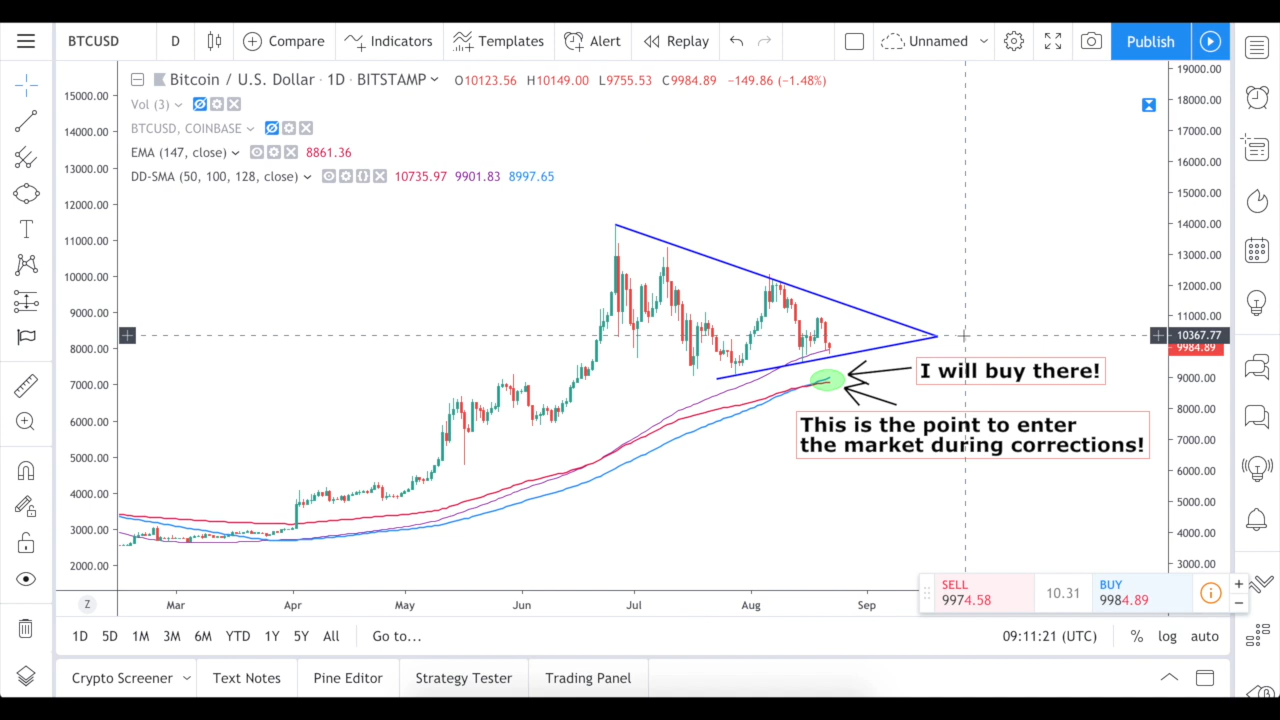 BTCUSD D Compare Indicators Templates Alert Replay Unnamed Publish
Bitcoin / U.S. Dollar · 1D · BITSTAMP O10123.56 H10149.00 L9755.53 C9984.89 -149.86 (-1.48%)
Vol (3)
BTCUSD, COINBASE
EMA (147, close) 8861.36
DD-SMA (50, 100, 128, close) 10735.97 9901.83 8997.65
15000.00
14000.00
13000.00
12000.00
11000.00
10000.00
9000.00
8000.00
7000.00
6000.00
5000.00
4000.00
3000.00
2000.00
19000.00
18000.00
17000.00
16000.00
15000.00
14000.00
13000.00
12000.00
11000.00
10367.77
9984.89
9000.00
8000.00
7000.00
6000.00
5000.00
4000.00
3000.00
I will buy there!
This is the point to enter
the market during corrections!
SELL
9974.58
10.31
BUY
9984.89
Z Mar Apr May Jun Jul Aug Sep
1D 5D 1M 3M 6M YTD 1Y 5Y All Go to... 09:11:21 (UTC) % log auto
Crypto Screener Text Notes Pine Editor Strategy Tester Trading Panel